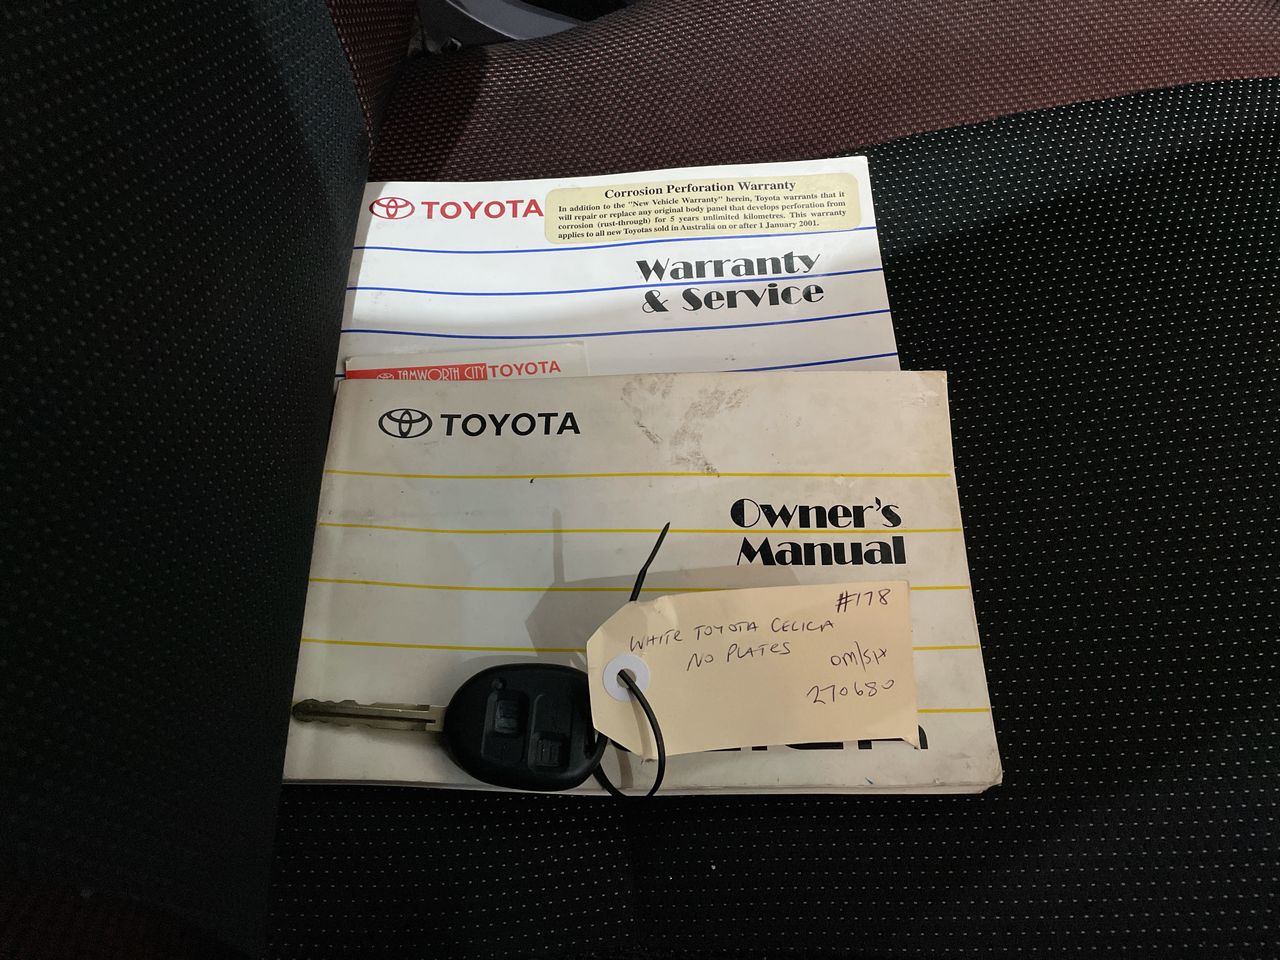 TOYOTA
Corrosion Perforation Warranty
In addition to the "New Vehicle Warranty" herein, Toyota warrants that it
will repair or replace any original body panel that develops perforation from
corrosion (rust-through) for 5 years unlimited kilometres. This warranty
applies to all new Toyotas sold in Australia on or after 1 January 2001.
Warranty
& Service
TAMWORTH CITY TOYOTA
TOYOTA
Owner's
Manual
#178
WHITE TOYOTA CELICA
NO PLATES
OM/SH
270680